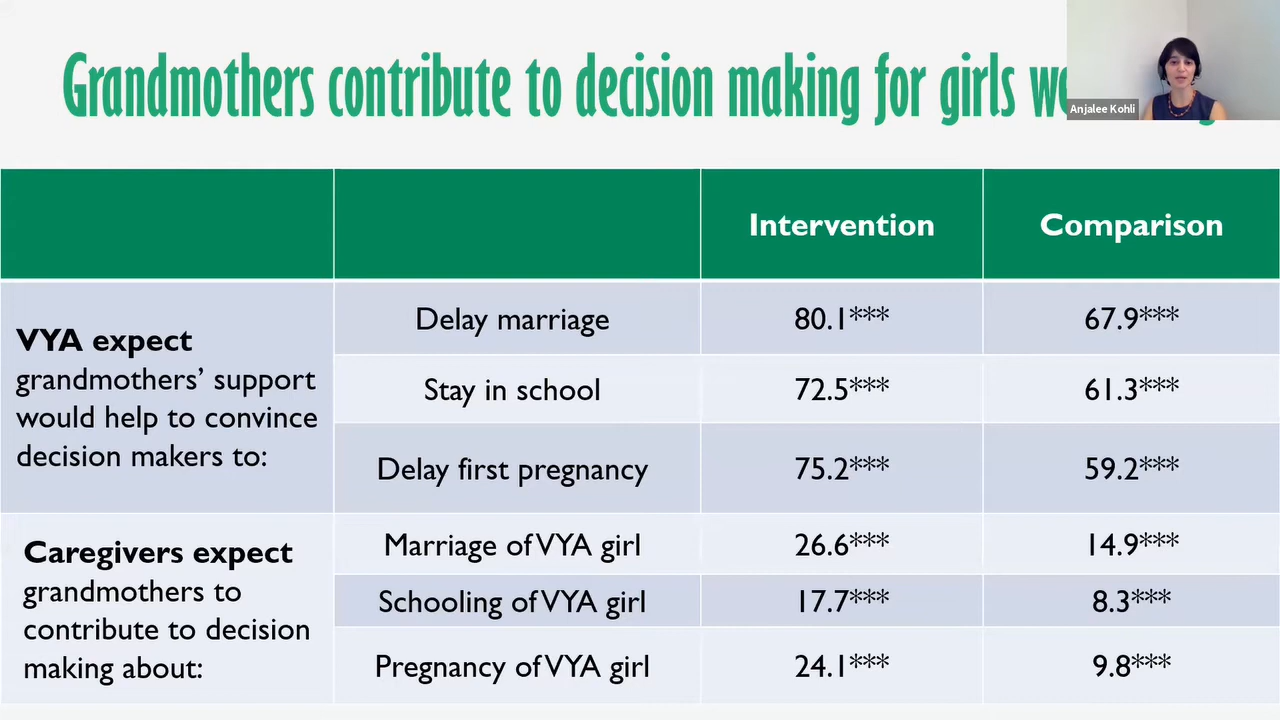 Grandmothers contribute to decision making for girls
Anjalee Kohli
Intervention
Comparison
VYA expect
grandmothers’ support
would help to convince
decision makers to:
Delay marriage
80.1***
67.9***
Stay in school
72.5***
61.3***
Delay first pregnancy
75.2***
59.2***
Caregivers expect
grandmothers to
contribute to decision
making about:
Marriage of VYA girl
26.6***
14.9***
Schooling of VYA girl
17.7***
8.3***
Pregnancy of VYA girl
24.1***
9.8***